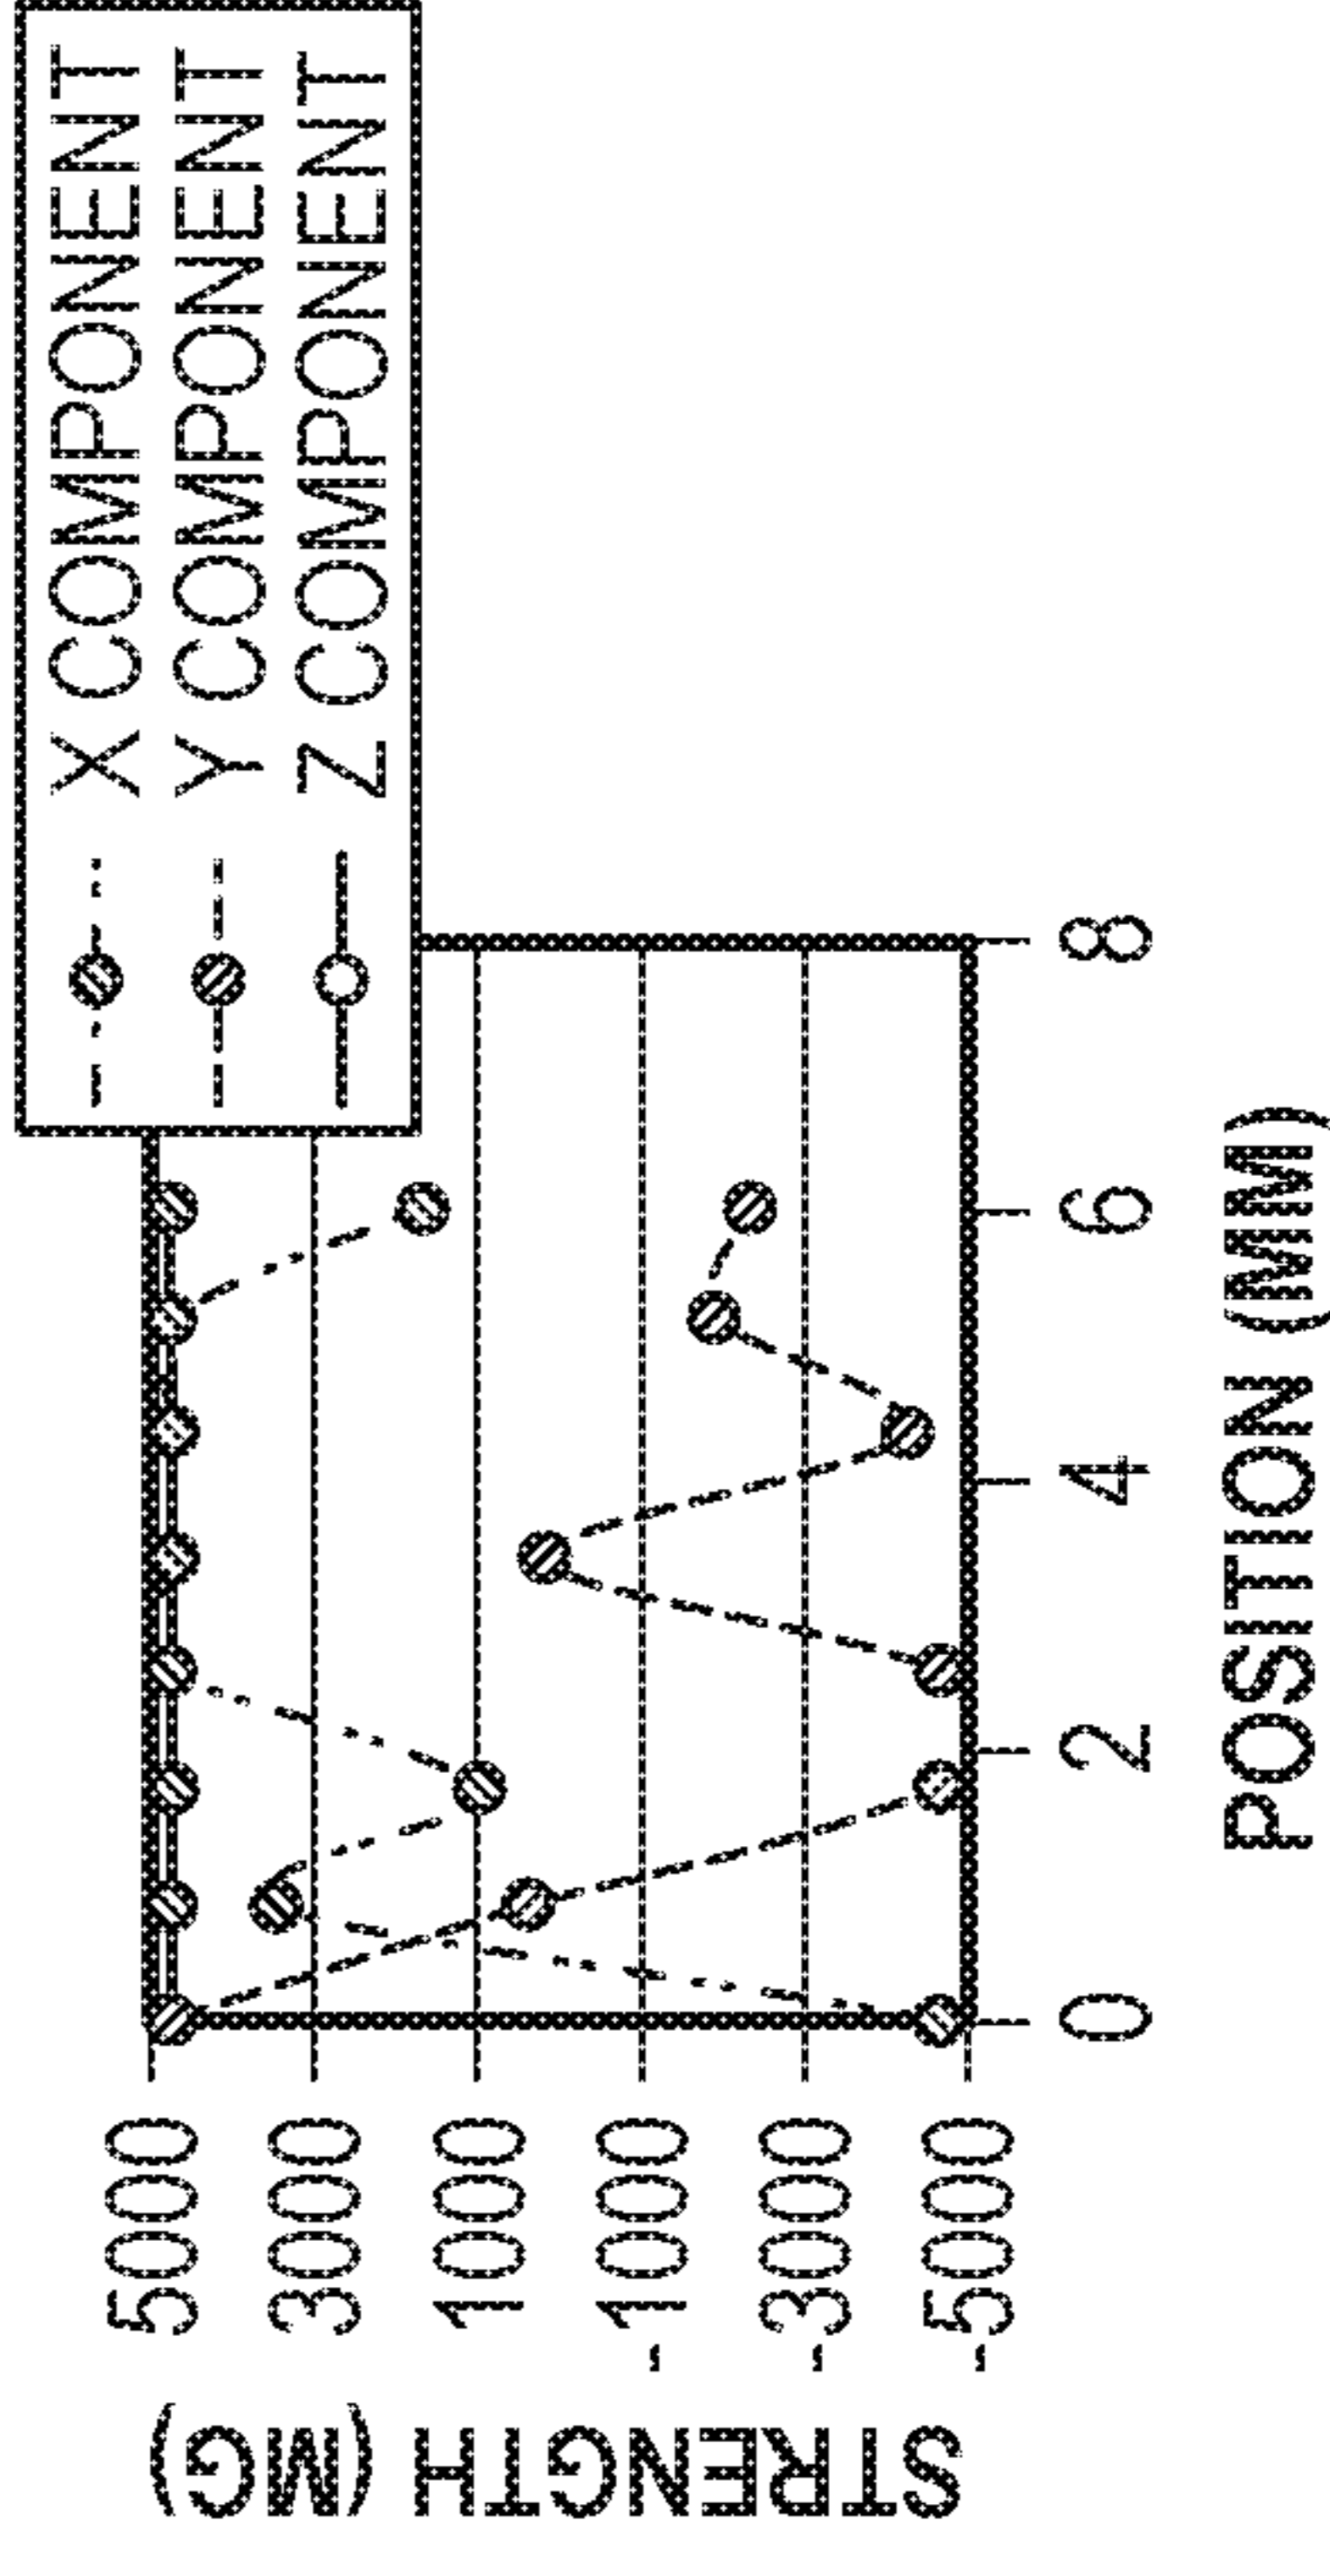 X COMPONENT
Y COMPONENT
Z COMPONENT
STRENGTH (MG)
5000
3000
1000
-1000
-3000
-5000
0 2 4 6 8
POSITION (MM)